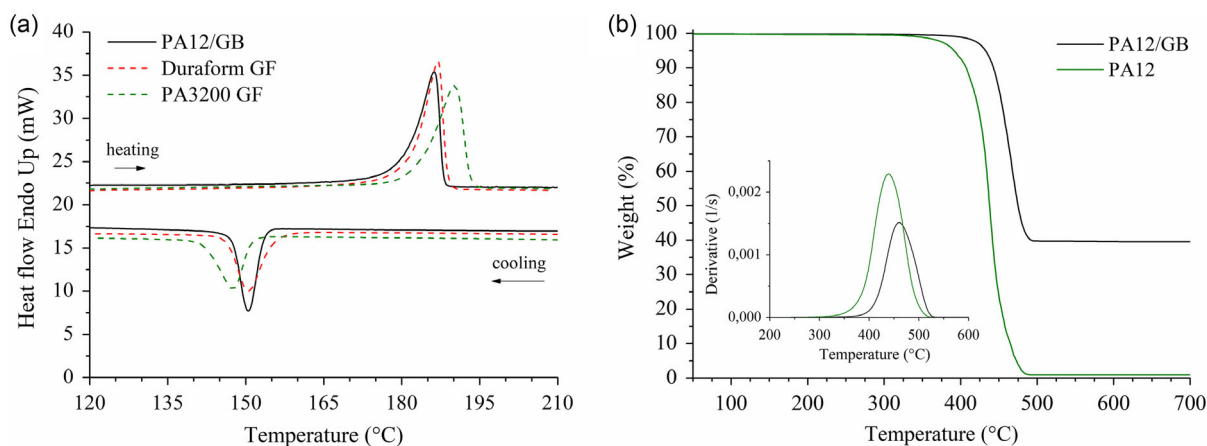 (a)
40
35
30
25
20
15
10
5
0
Heat flow Endo Up (mW)
PA12/GB
Duraform GF
PA3200 GF
heating
cooling
120 135 150 165 180 195 210
Temperature (°C)
(b)
100
90
80
70
60
50
40
30
20
10
0
Weight (%)
PA12/GB
PA12
0,002
0,001
0,000
Derivative (1/s)
200 300 400 500 600
Temperature (°C)
100 200 300 400 500 600 700
Temperature (°C)